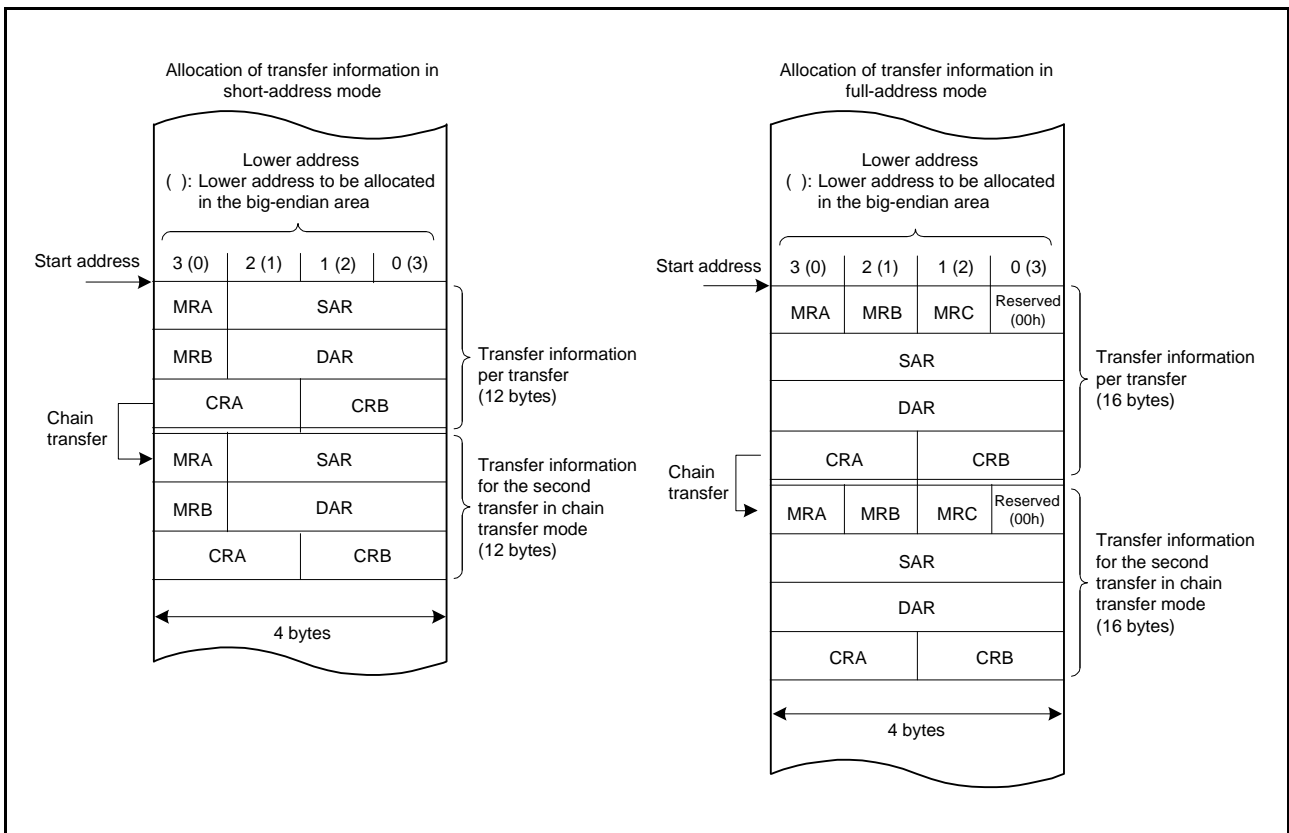 Allocation of transfer information in
short-address mode
Lower address
( ): Lower address to be allocated
in the big-endian area
Start address
3 (0) 2 (1) 1 (2) 0 (3)
MRA SAR
MRB DAR
CRA CRB
Transfer information
per transfer
(12 bytes)
Chain
transfer
MRA SAR
MRB DAR
CRA CRB
Transfer information
for the second
transfer in chain
transfer mode
(12 bytes)
4 bytes
Allocation of transfer information in
full-address mode
Lower address
( ): Lower address to be allocated
in the big-endian area
Start address
3 (0) 2 (1) 1 (2) 0 (3)
MRA MRB MRC Reserved
(00h)
SAR
DAR
CRA CRB
Transfer information
per transfer
(16 bytes)
Chain
transfer
MRA MRB MRC Reserved
(00h)
SAR
DAR
CRA CRB
Transfer information
for the second
transfer in chain
transfer mode
(16 bytes)
4 bytes